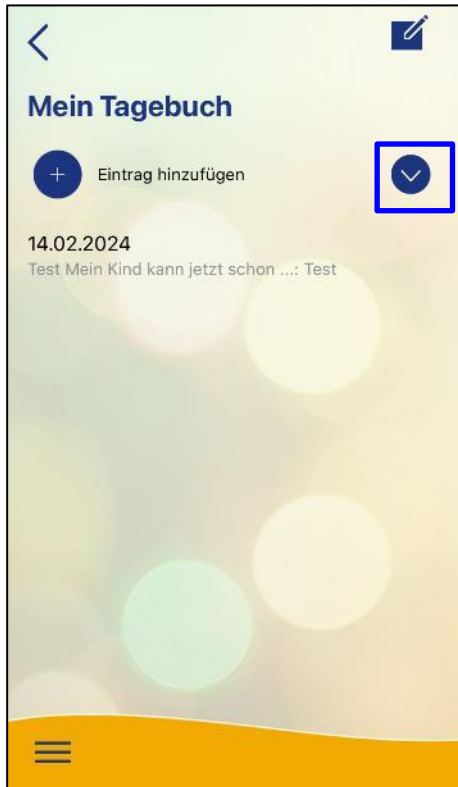 Mein Tagebuch
Eintrag hinzufügen
14.02.2024
Test Mein Kind kann jetzt schon ...: Test